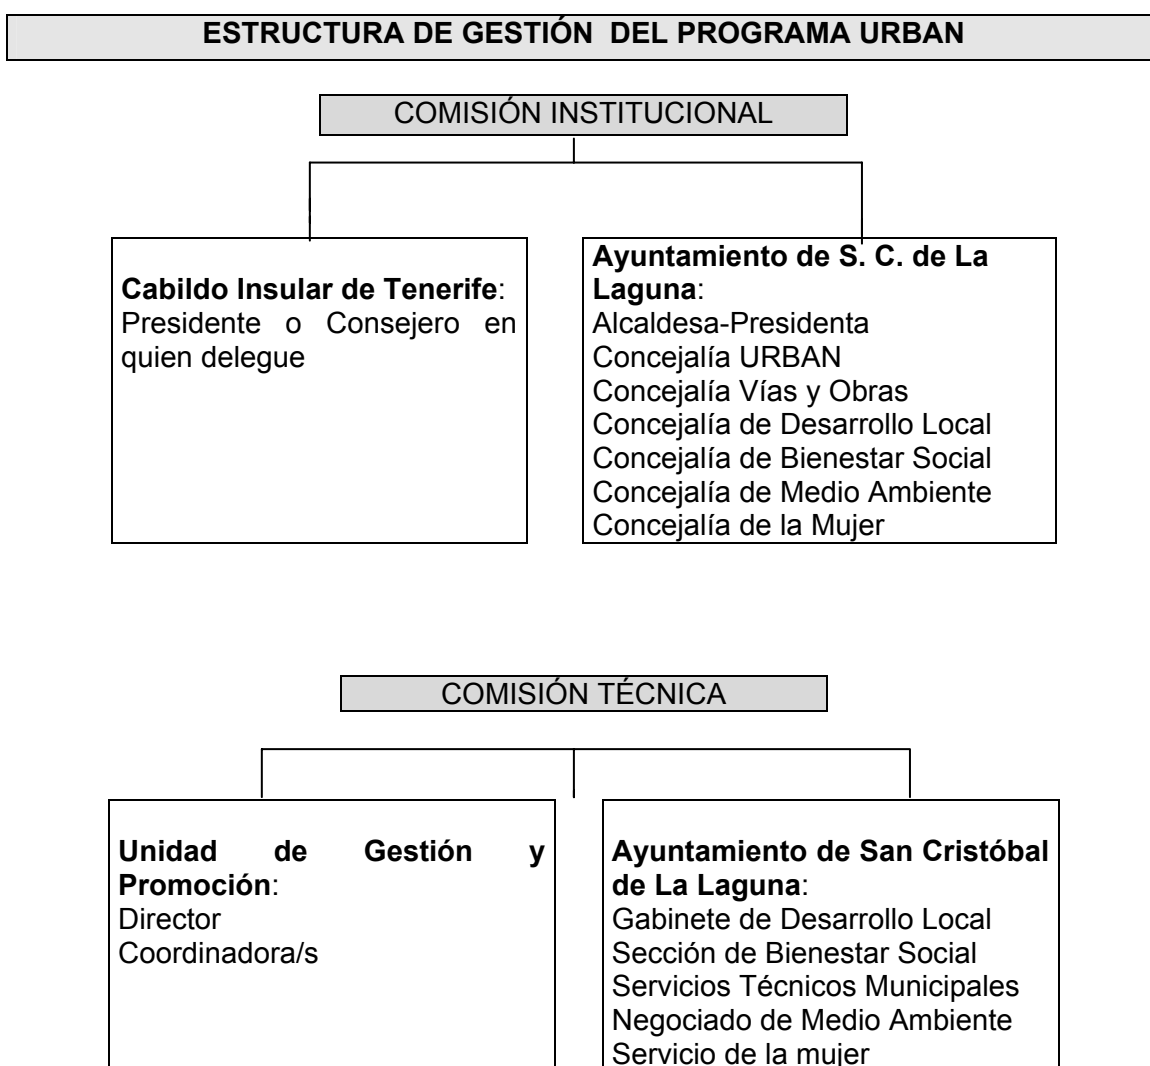 ESTRUCTURA DE GESTIÓN DEL PROGRAMA URBAN
COMISIÓN INSTITUCIONAL
Cabildo Insular de Tenerife:
Presidente o Consejero en
quien delegue
Ayuntamiento de S. C. de La
Laguna:
Alcaldesa-Presidenta
Concejalía URBAN
Concejalía Vías y Obras
Concejalía de Desarrollo Local
Concejalía de Bienestar Social
Concejalía de Medio Ambiente
Concejalía de la Mujer
COMISIÓN TÉCNICA
Unidad de Gestión y
Promoción:
Director
Coordinadora/s
Ayuntamiento de San Cristóbal
de La Laguna:
Gabinete de Desarrollo Local
Sección de Bienestar Social
Servicios Técnicos Municipales
Negociado de Medio Ambiente
Servicio de la mujer